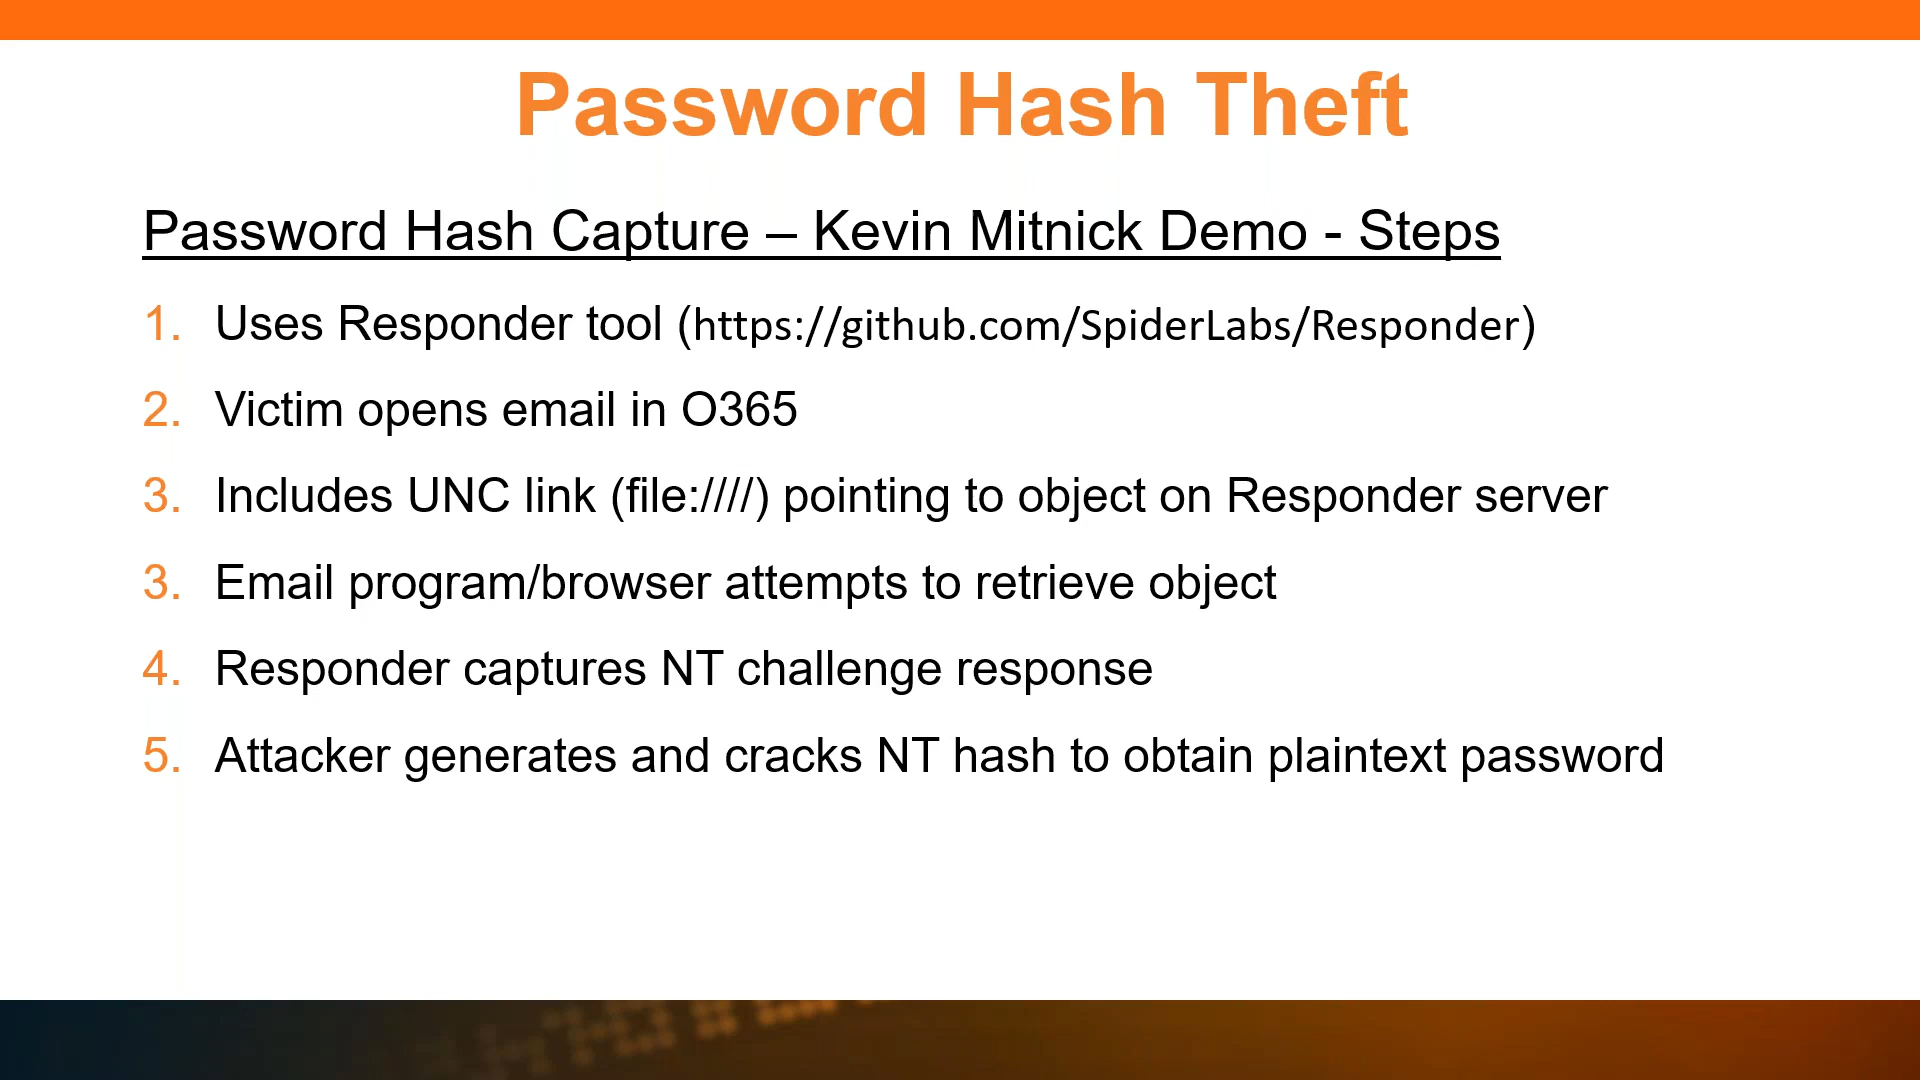 Password Hash Theft
Password Hash Capture – Kevin Mitnick Demo - Steps
1. Uses Responder tool (https://github.com/SpiderLabs/Responder)
2. Victim opens email in O365
3. Includes UNC link (file:////) pointing to object on Responder server
3. Email program/browser attempts to retrieve object
4. Responder captures NT challenge response
5. Attacker generates and cracks NT hash to obtain plaintext password